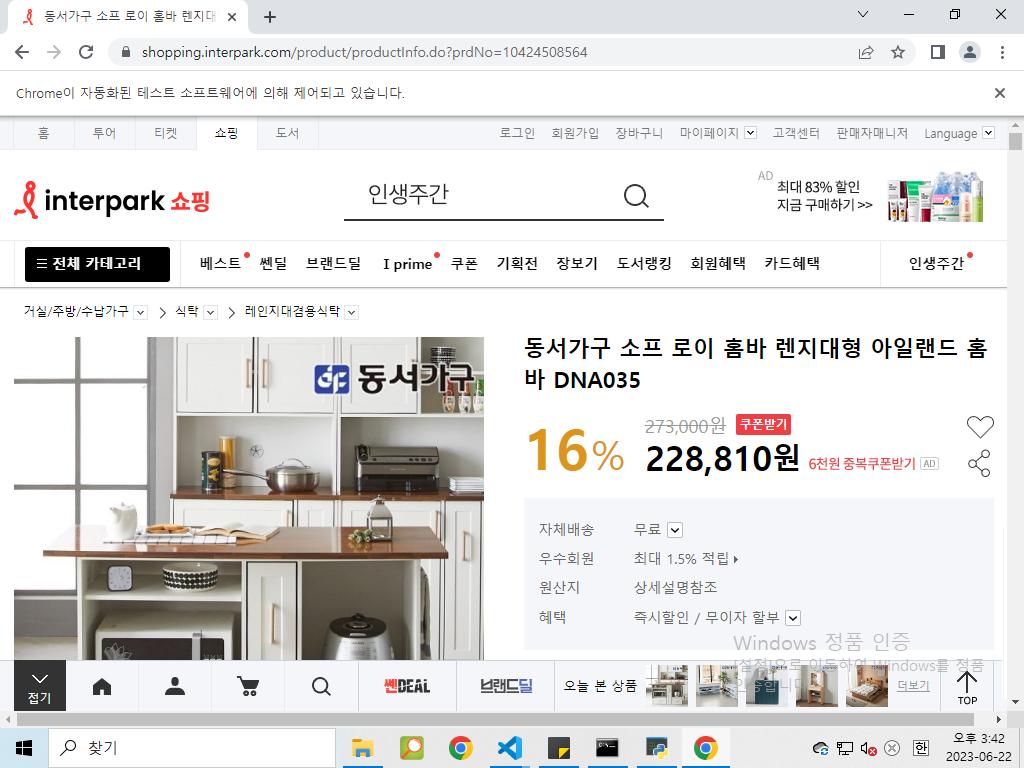 동서가구 소프 로이 홈바 렌지대
shopping.interpark.com/product/productInfo.do?prdNo=10424508564
Chrome이 자동화된 테스트 소프트웨어에 의해 제어되고 있습니다.
홈 투어 티켓 쇼핑 도서 로그인 회원가입 장바구니 마이페이지 고객센터 판매자매니저 Language
interpark 쇼핑
인생주간
AD
최대 83% 할인
지금 구매하기 >>
전체 카테고리 베스트 쎈딜 브랜드딜 I prime 쿠폰 기획전 장보기 도서랭킹 회원혜택 카드혜택 인생주간
거실/주방/수납가구 > 식탁 > 레인지대겸용식탁
동서가구
동서가구 소프 로이 홈바 렌지대형 아일랜드 홈
바 DNA035
16%
273,000원 쿠폰받기
228,810원 6천원 중복쿠폰받기 AD
자체배송 무료
우수회원 최대 1.5% 적립
원산지 상세설명참조
혜택 즉시할인 / 무이자 할부
Windows 정품 인증
[설정]으로 이동하여 Windows를 정품
인증합니다
접기
쎈DEAL
브랜드딜
오늘 본 상품
더보기
TOP
찾기
한
오후 3:42
2023-06-22